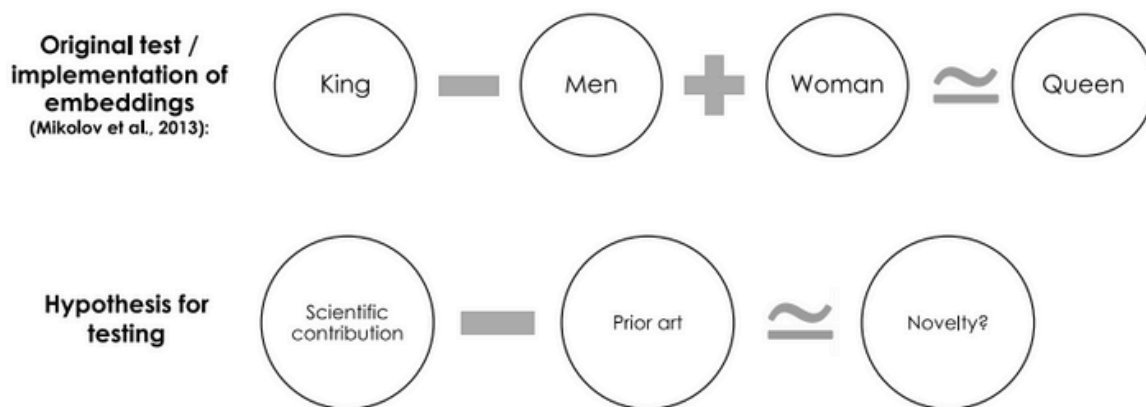 Original test /
implementation of
embeddings
(Mikolov et al., 2013):
King
Men
Woman
Queen
Hypothesis for
testing
Scientific
contribution
Prior art
Novelty?